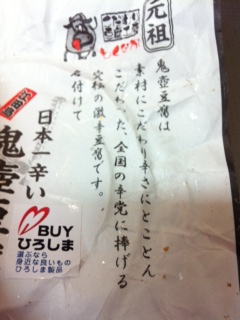 元祖
鬼壺豆腐は
素材にこだわり辛さにとことん
こだわった、全国の辛党に捧げる
究極の激辛豆腐です。
名付けて
日本一辛い
鬼壺豆
BUY
ひろしま
選ぶなら
身近な良いもの
ひろしま製品